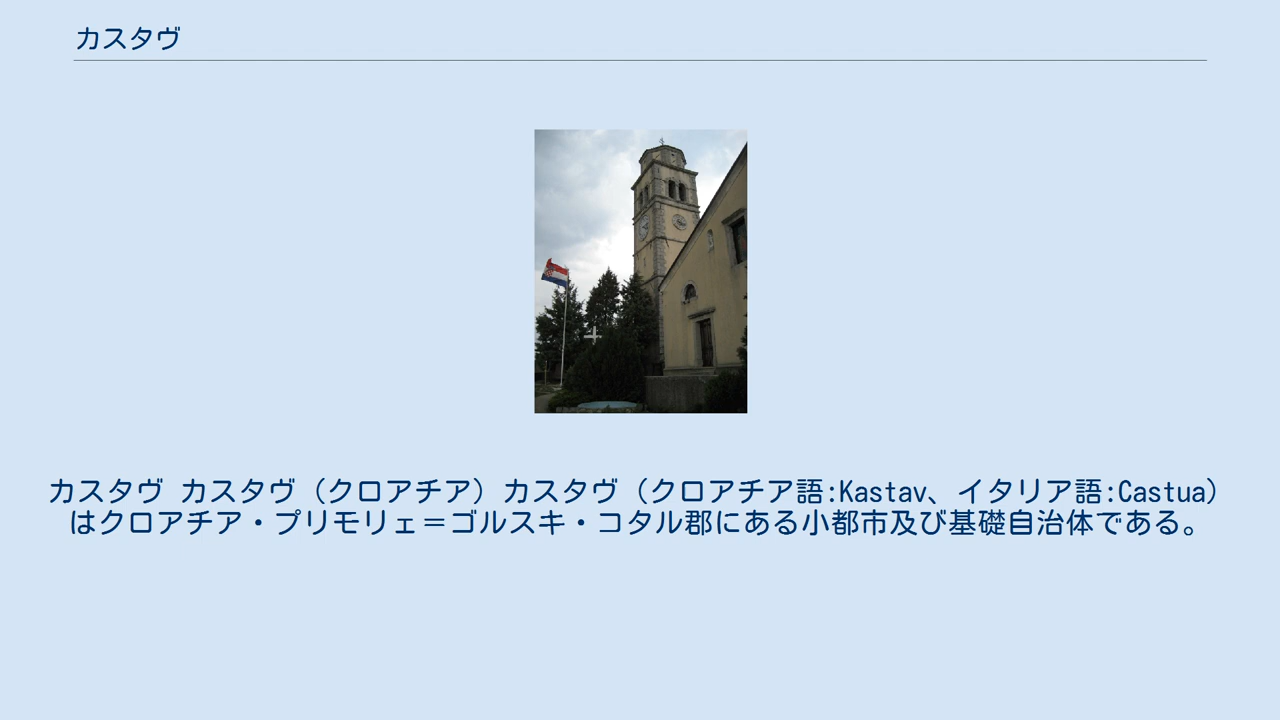 カスタヴ
カスタヴ カスタヴ（クロアチア）カスタヴ（クロアチア語:Kastav、イタリア語:Castua）
はクロアチア・プリモリェ＝ゴルスキ・コタル郡にある小都市及び基礎自治体である。